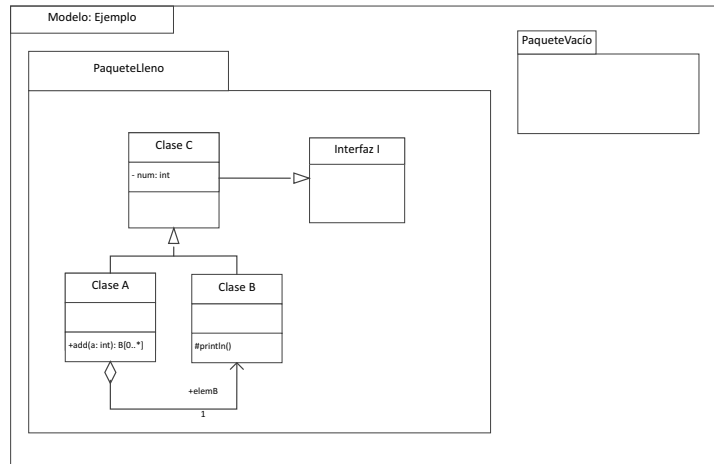 Modelo: Ejemplo
PaqueteVacío
PaqueteLleno
Clase C
Interfaz I
- num: int
Clase A
Clase B
+add(a: int): B[0..*]
#println()
+elemB
1